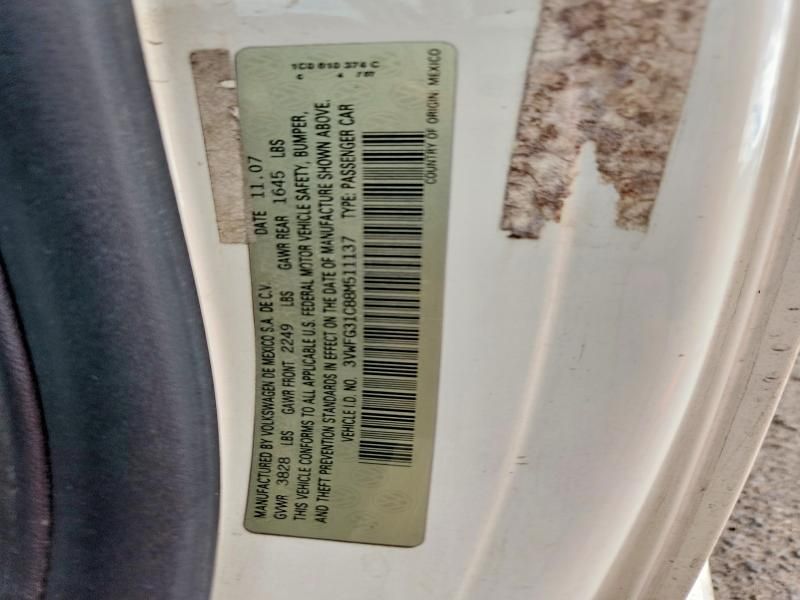 1C0 010 374 C
MANUFACTURED BY VOLKSWAGEN DE MEXICO S.A. DE C.V. DATE 11.07
GVWR 3828 LBS GAWR FRONT 2249 LBS GAWR REAR 1645 LBS
THIS VEHICLE CONFORMS TO ALL APPLICABLE U.S. FEDERAL MOTOR VEHICLE SAFETY, BUMPER,
AND THEFT PREVENTION STANDARDS IN EFFECT ON THE DATE OF MANUFACTURE SHOWN ABOVE.
VEHICLE I.D. NO. 3VWFG31C88M511137 TYPE: PASSENGER CAR
COUNTRY OF ORIGIN MEXICO